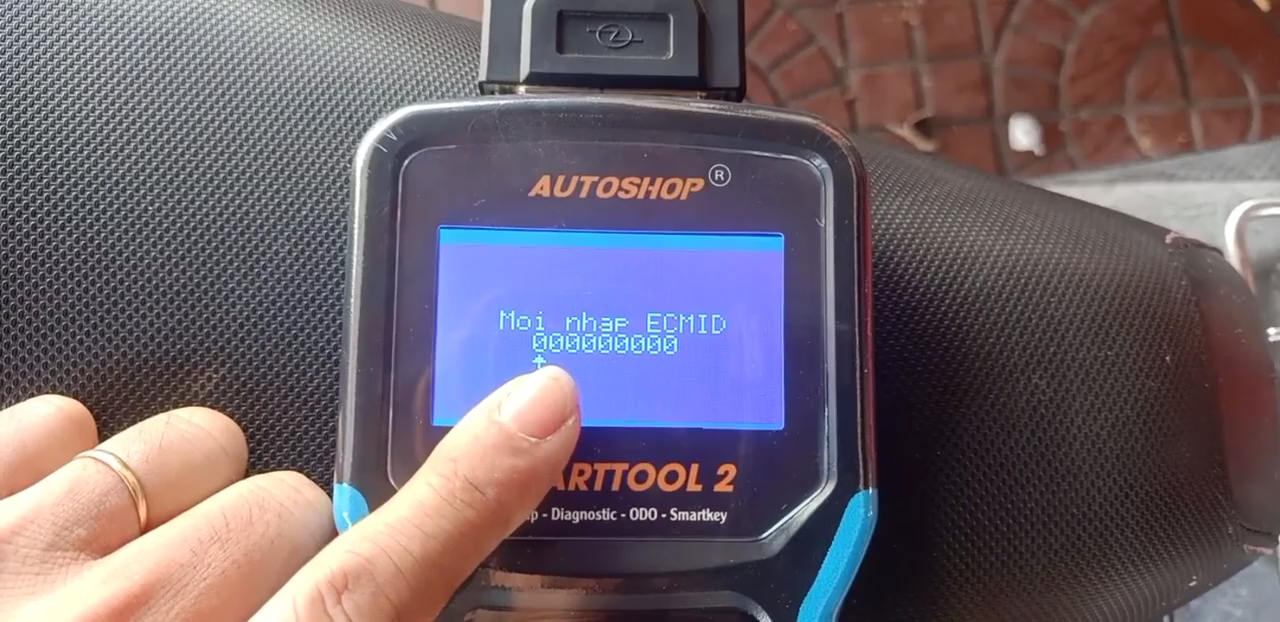 AUTOSHOP ®
Moi nhap ECMID
000000000
ARTTOOL 2
- Diagnostic - ODO - Smartkey